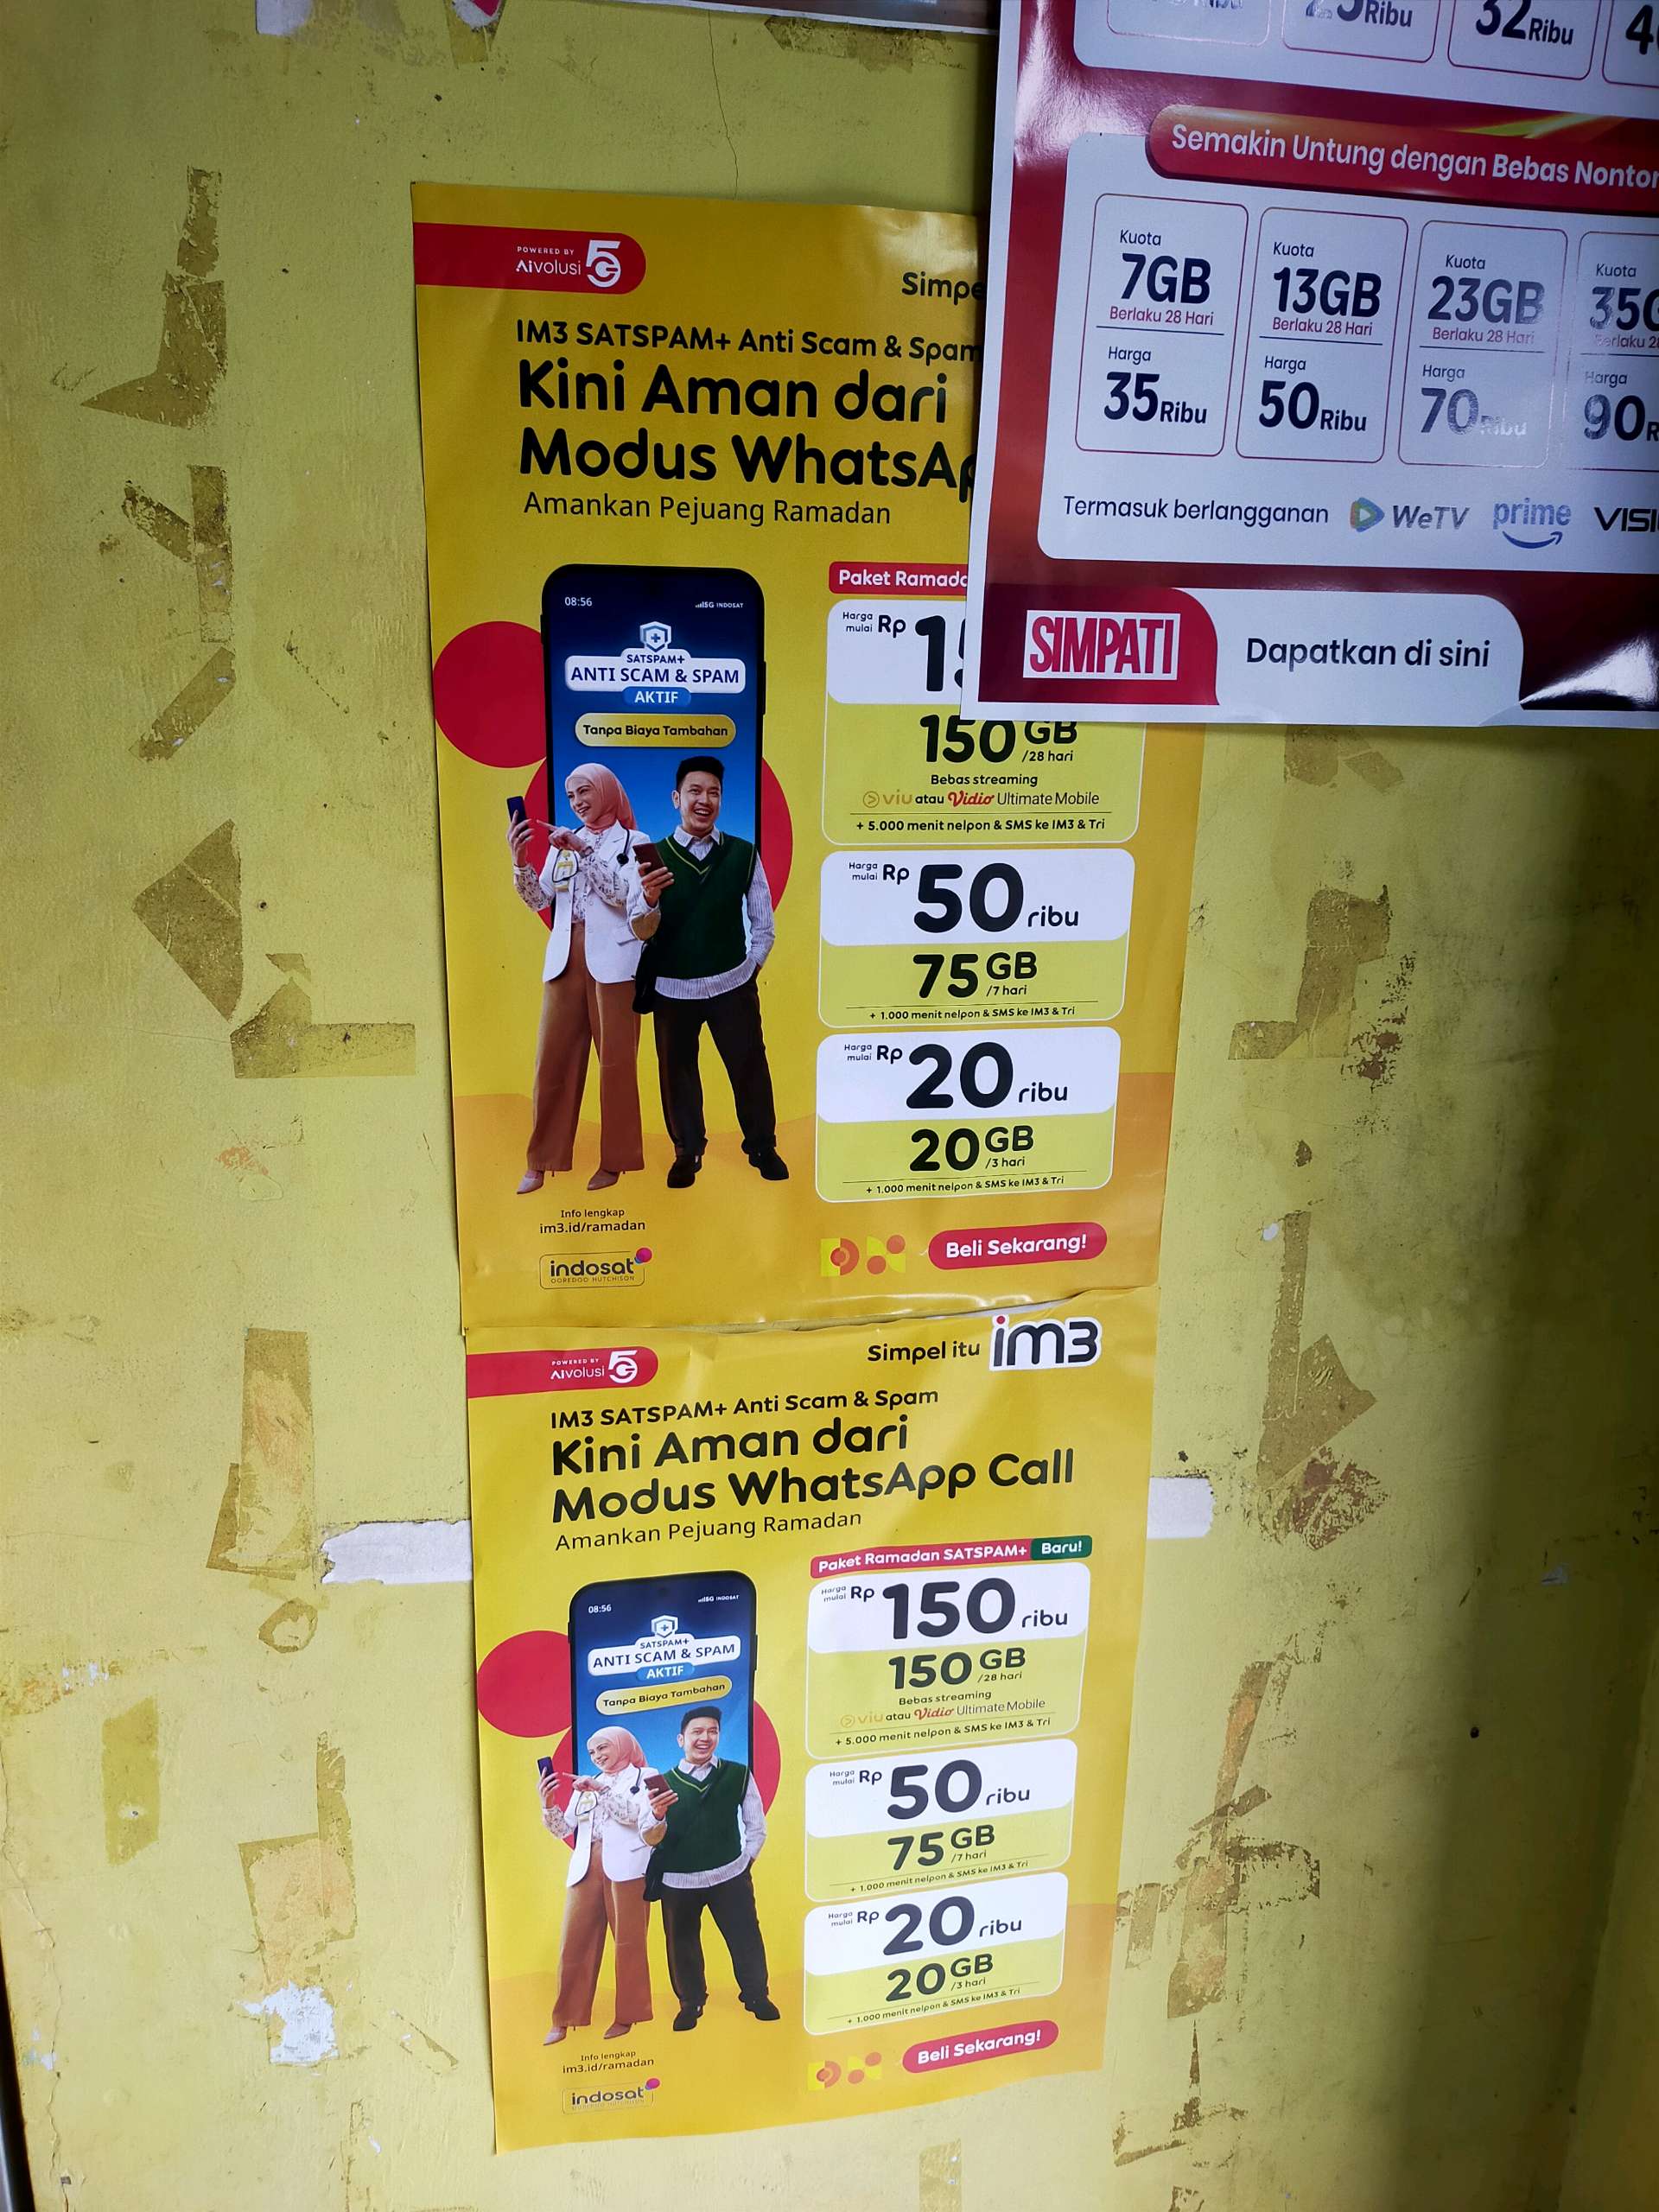 25Ribu
32Ribu
Semakin Untung dengan Bebas
Kuota
7GB
Berlaku 28 Hari
Harga
35Ribu
Kuota
13GB
Berlaku 28 Hari
Harga
50Ribu
Kuota
23GB
Berlaku 28 Hari
Harga
70Ribu
Kuota
Harga
90
Termasuk berlangganan WeTV prime
SIMPATI
Dapatkan di sini
POWERED BY
AIvolusi 5G
IM3 SATSPAM+ Anti Scam & Spam
Kini Aman dari
Modus
Amankan Pejuang Ramadan
08:56
5G INDOSAT
SATSPAM+
ANTI SCAM & SPAM
AKTIF
Tanpa Biaya Tambahan
Paket
Harga mulai Rp
150 GB
/28 hari
Bebas streaming
viu atau Vidio Ultimate Mobile
+ 5.000 menit nelpon & SMS ke IM3 & Tri
Harga mulai Rp 50 ribu
75 GB
/7 hari
+ 1.000 menit nelpon & SMS ke IM3 & Tri
Harga mulai Rp 20 ribu
20 GB
/3 hari
+ 1.000 menit nelpon & SMS ke IM3 & Tri
Info lengkap
im3.id/ramadan
indosat
OOREDOO HUTCHISON
Beli Sekarang!
POWERED BY
AIvolusi 5G
Simpel itu im3
IM3 SATSPAM+ Anti Scam & Spam
Kini Aman dari
Modus WhatsApp Call
Amankan Pejuang Ramadan
08:56
5G INDOSAT
SATSPAM+
ANTI SCAM & SPAM
AKTIF
Tanpa Biaya Tambahan
Paket Ramadan SATSPAM+ Baru!
Harga mulai Rp 150 ribu
150 GB
/28 hari
Bebas streaming
viu atau Vidio Ultimate Mobile
+ 5.000 menit nelpon & SMS ke IM3 & Tri
Harga mulai Rp 50 ribu
75 GB
/7 hari
+ 1.000 menit nelpon & SMS ke IM3 & Tri
Harga mulai Rp 20 ribu
20 GB
/3 hari
+ 1.000 menit nelpon & SMS ke IM3 & Tri
Info lengkap
im3.id/ramadan
indosat
Beli Sekarang!